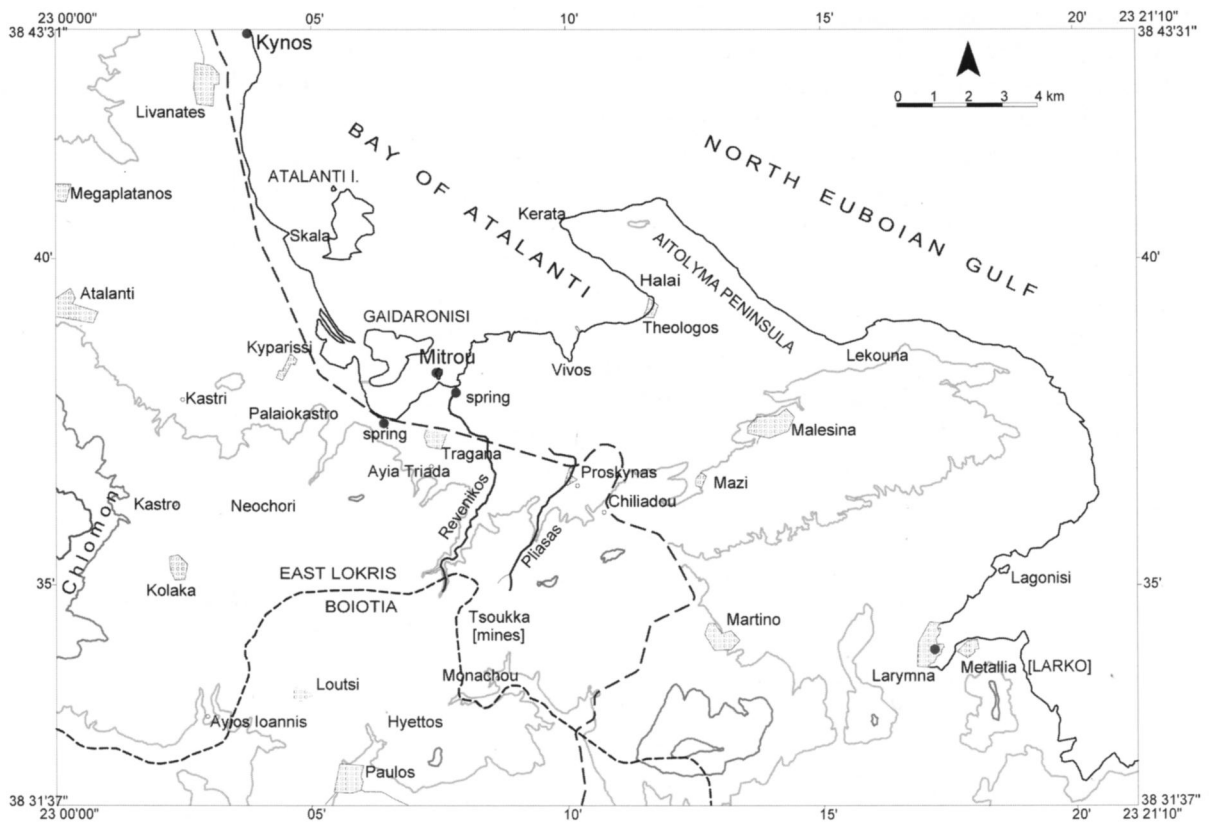 23 00'00" 05' 10' 15' 20' 23 21'10"
38 43'31" 38 43'31"
Kynos
0 1 2 3 4 km
Livanates
BAY OF ATALANTI
NORTH EUBOIAN GULF
ATALANTI I.
Megaplatanos
Kerata
Skala
AITOLYMA PENINSULA
40' 40'
Halai
Atalanti
GAIDARONISI
Theologos
Kyparissi
Mitrou
Lekouna
Vivos
Kastri
spring
Palaiokastro
spring
Malesina
Tragana
Ayia Triada
Proskynas
Mazi
Revenikos
Chiliadou
Kastro
Neochori
Chlomon
Pliasas
EAST LOKRIS
35' 35'
Lagonisi
Kolaka
BOIOTIA
Tsoukka
[mines]
Martino
Larymna
Metallia [LARKO]
Monachou
Loutsi
Ayios Ioannis
Hyettos
Paulos
38 31'37" 38 31'37"
23 00'00" 05' 10' 15' 20' 23 21'10"